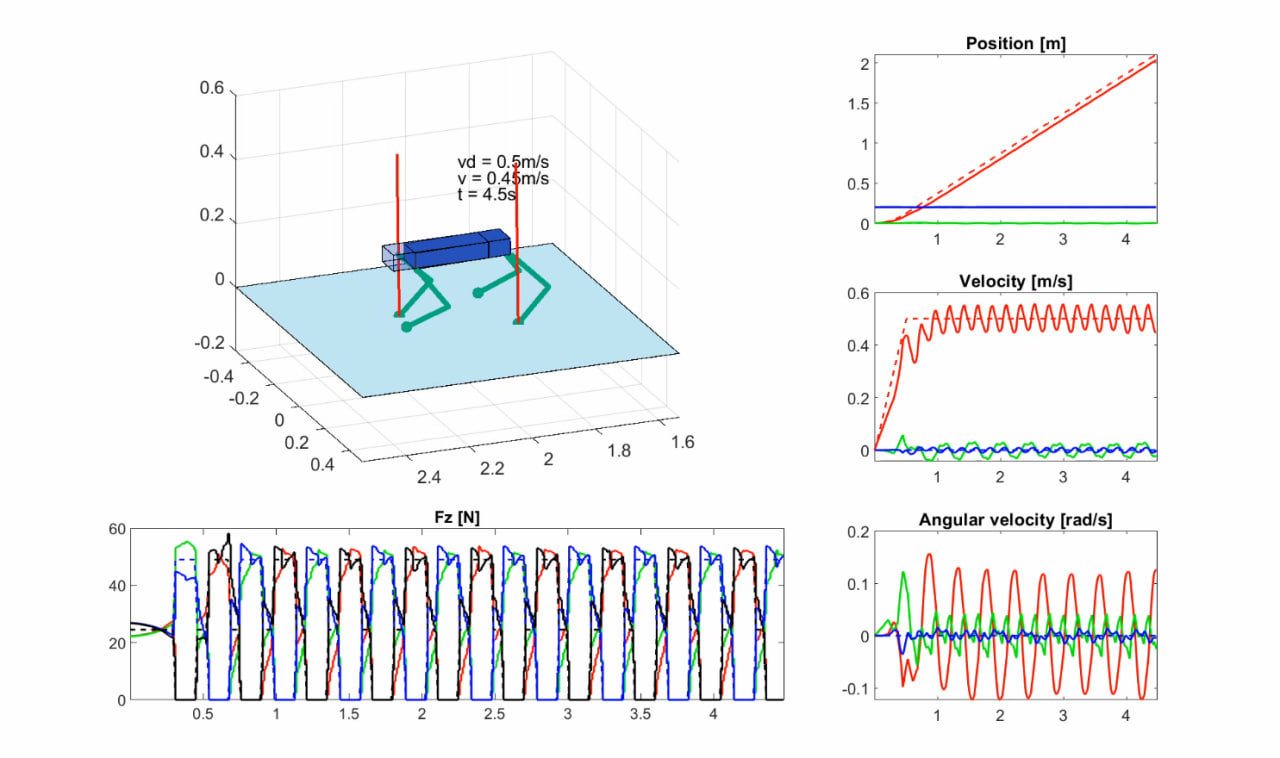 0.6
0.4
0.2
0
-0.2
-0.4
-0.2
0
0.2
0.4
2.4
2.2
2
1.8
1.6
vd = 0.5m/s
v = 0.45m/s
t = 4.5s
Position [m]
2
1.5
1
0.5
0
1 2 3 4
Velocity [m/s]
0.6
0.4
0.2
0
1 2 3 4
Fz [N]
60
40
20
0
0.5 1 1.5 2 2.5 3 3.5 4
Angular velocity [rad/s]
0.2
0.1
0
-0.1
1 2 3 4